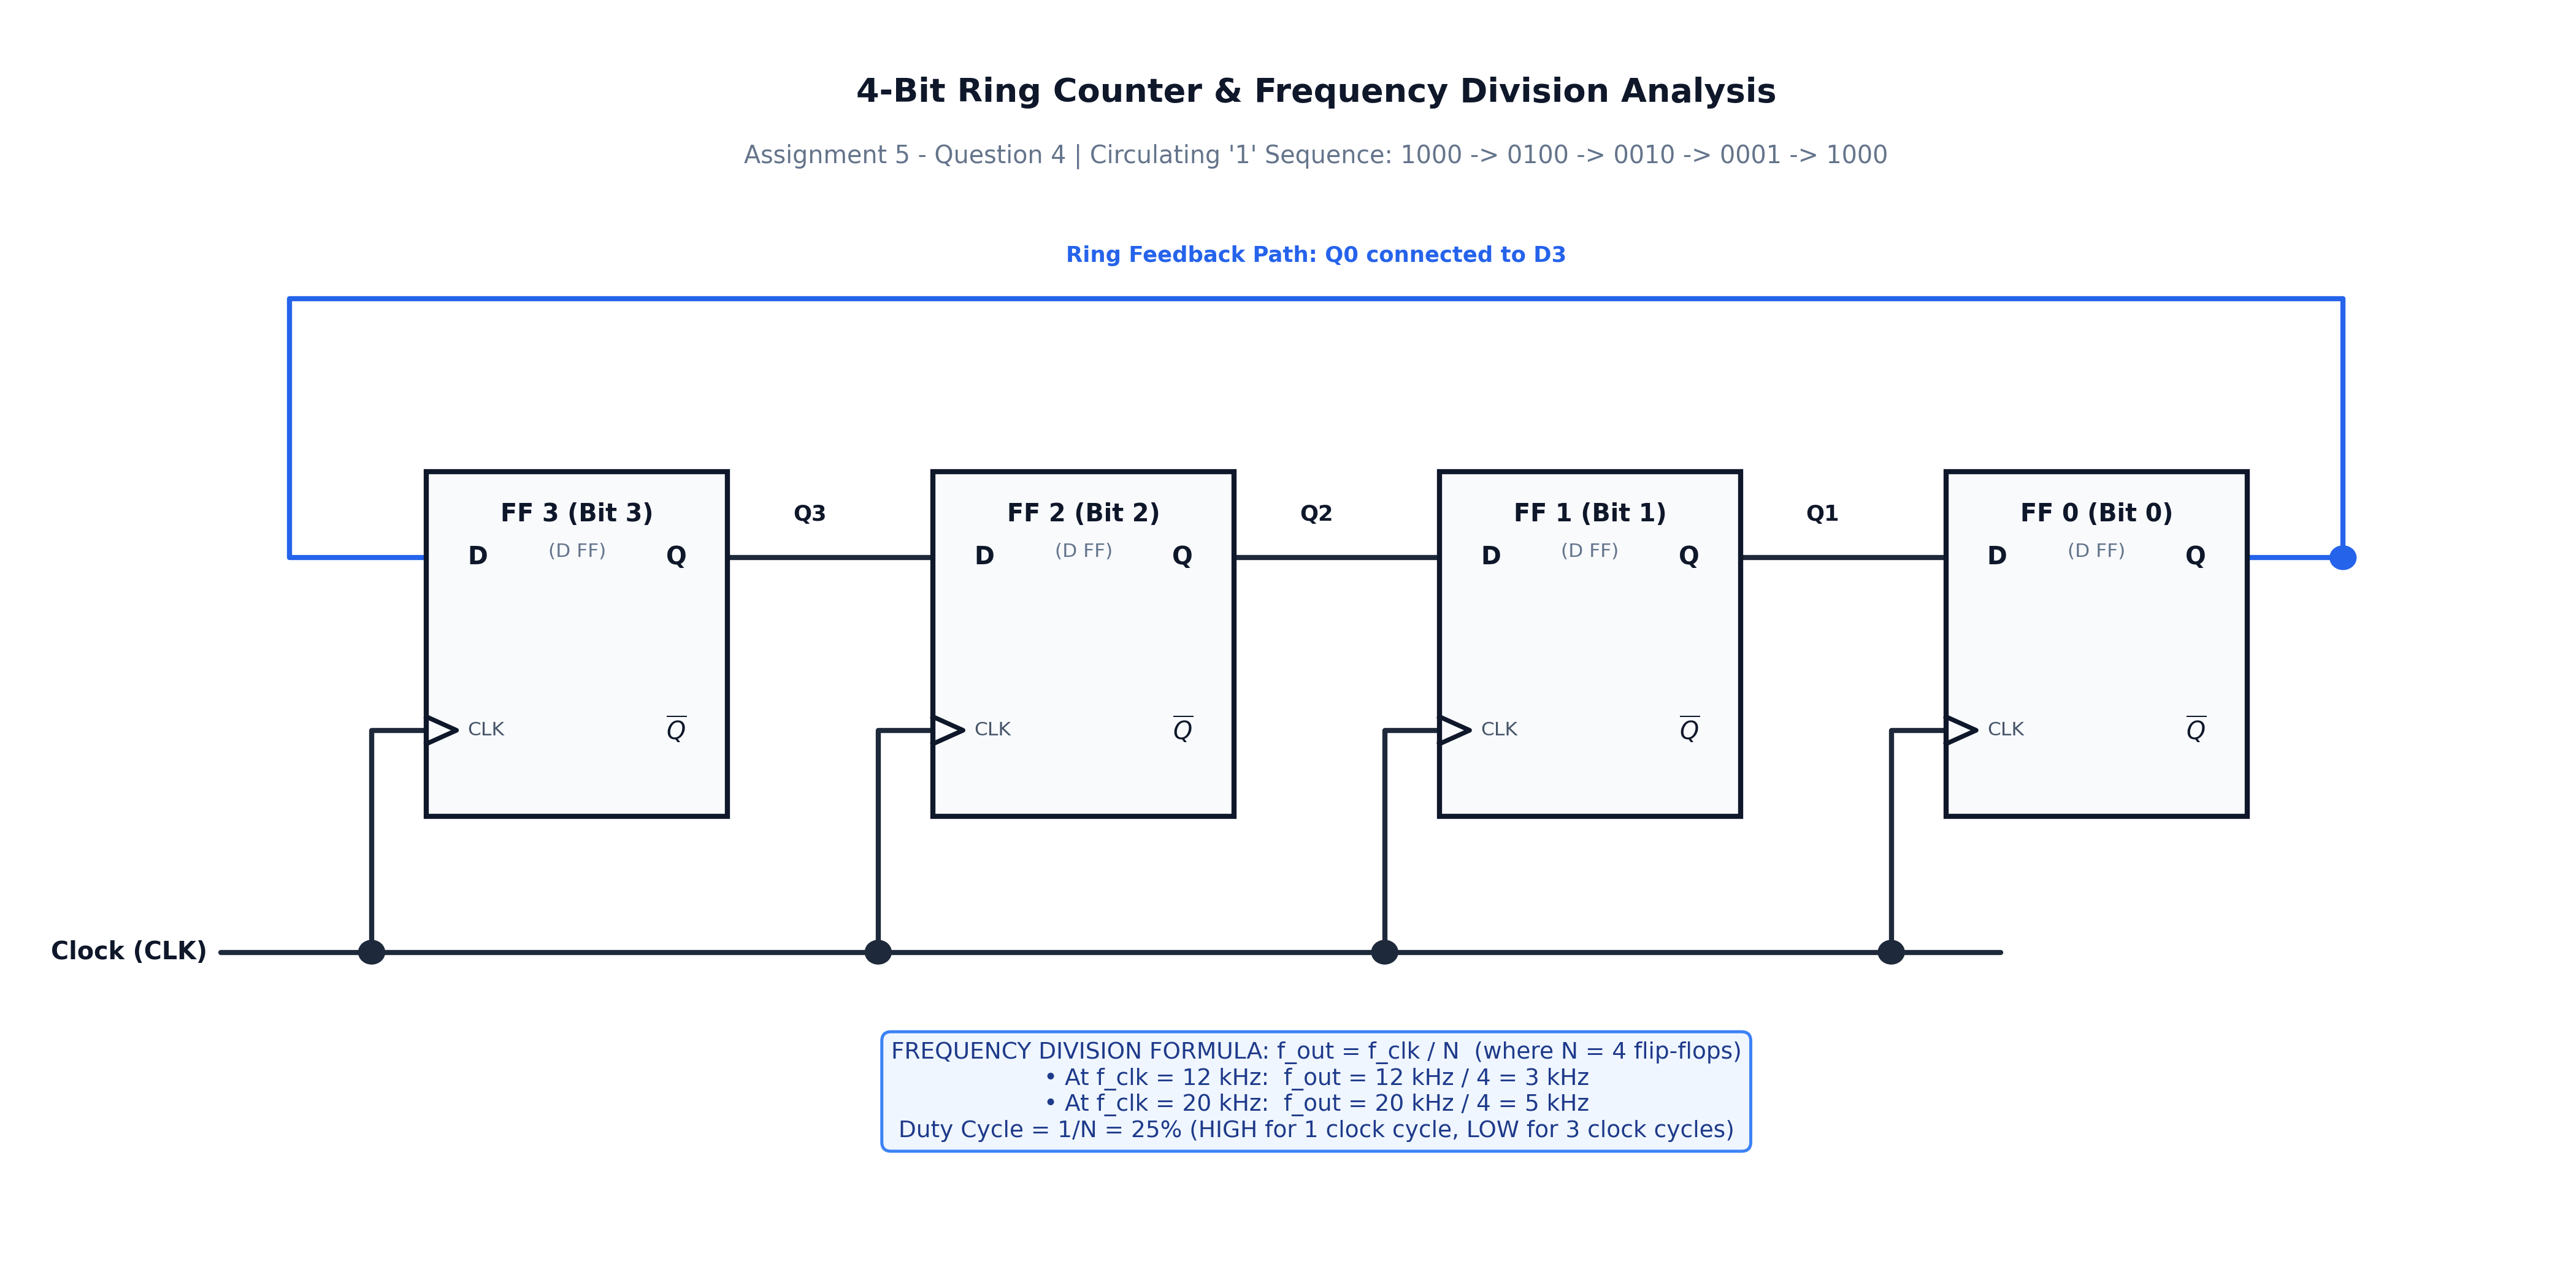 4-Bit Ring Counter & Frequency Division Analysis
Assignment 5 - Question 4 | Circulating '1' Sequence: 1000 -> 0100 -> 0010 -> 0001 -> 1000
Ring Feedback Path: Q0 connected to D3
FF 3 (Bit 3)
(D FF)
D
Q
CLK
Q̅
Q3
FF 2 (Bit 2)
(D FF)
D
Q
CLK
Q̅
Q2
FF 1 (Bit 1)
(D FF)
D
Q
CLK
Q̅
Q1
FF 0 (Bit 0)
(D FF)
D
Q
CLK
Q̅
Clock (CLK)
FREQUENCY DIVISION FORMULA: f_out = f_clk / N (where N = 4 flip-flops)
• At f_clk = 12 kHz: f_out = 12 kHz / 4 = 3 kHz
• At f_clk = 20 kHz: f_out = 20 kHz / 4 = 5 kHz
Duty Cycle = 1/N = 25% (HIGH for 1 clock cycle, LOW for 3 clock cycles)